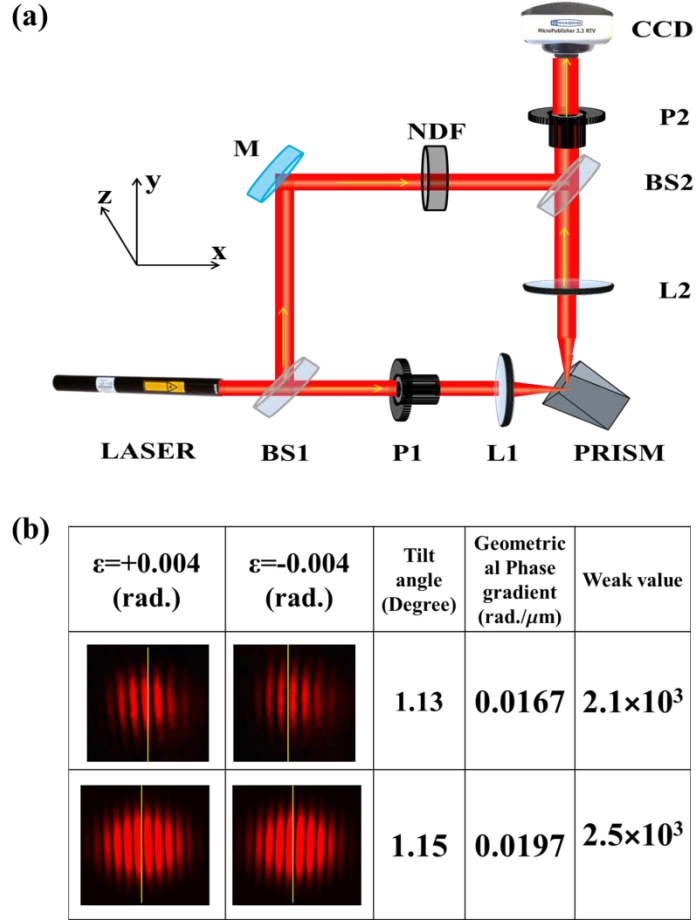 (a)
CCD
MicroPublisher 3.3 RTV
P2
NDF
M
BS2
y
z
x
L2
LASER
BS1
P1
L1
PRISM
(b)
ε=+0.004
(rad.)
ε=-0.004
(rad.)
Tilt
angle
(Degree)
Geometric
al Phase
gradient
(rad./μm)
Weak value
1.13
0.0167
2.1×10³
1.15
0.0197
2.5×10³